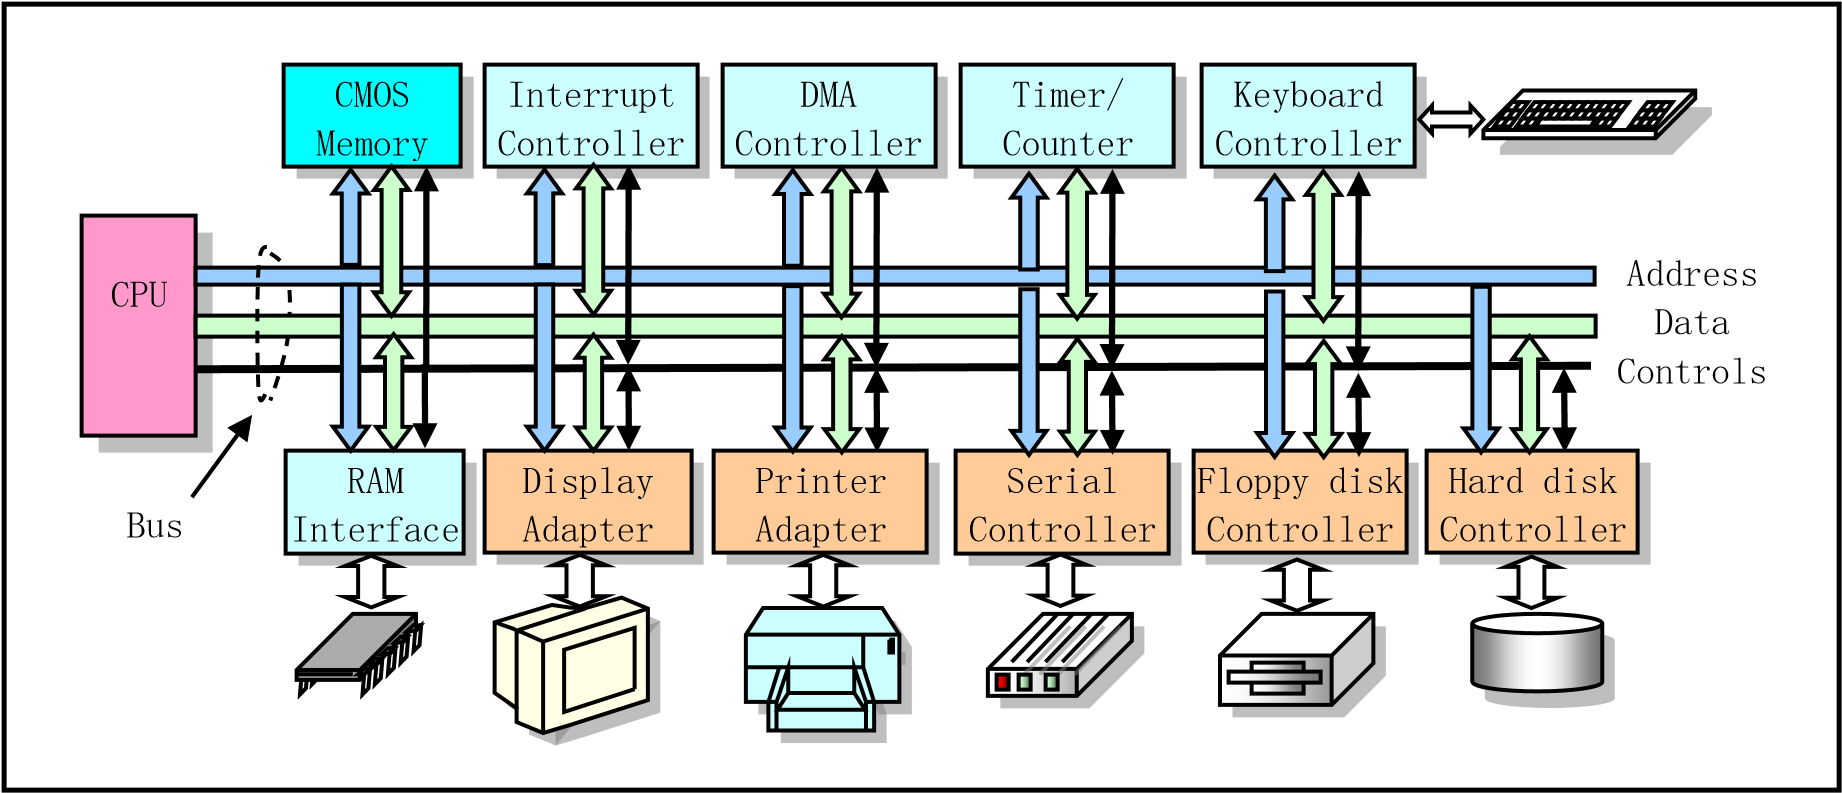 CMOS
Memory
Interrupt
Controller
DMA
Controller
Timer/
Counter
Keyboard
Controller
CPU
Address
Data
Controls
Bus
RAM
Interface
Display
Adapter
Printer
Adapter
Serial
Controller
Floppy disk
Controller
Hard disk
Controller